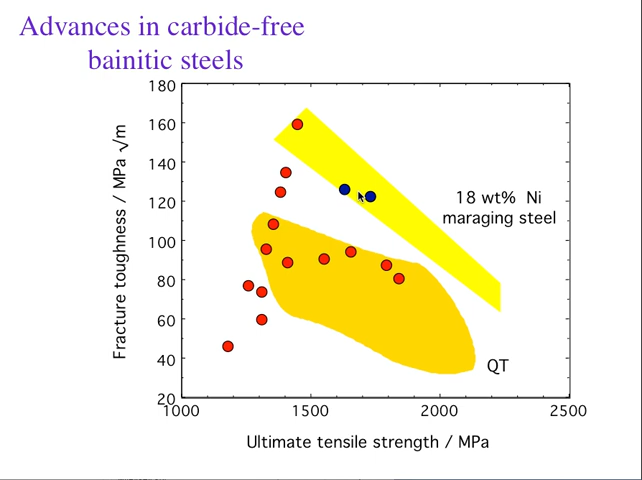 Advances in carbide-free
bainitic steels
180
160
140
120
100
80
60
40
20
Fracture toughness / MPa √m
18 wt% Ni
maraging steel
QT
1000 1500 2000 2500
Ultimate tensile strength / MPa